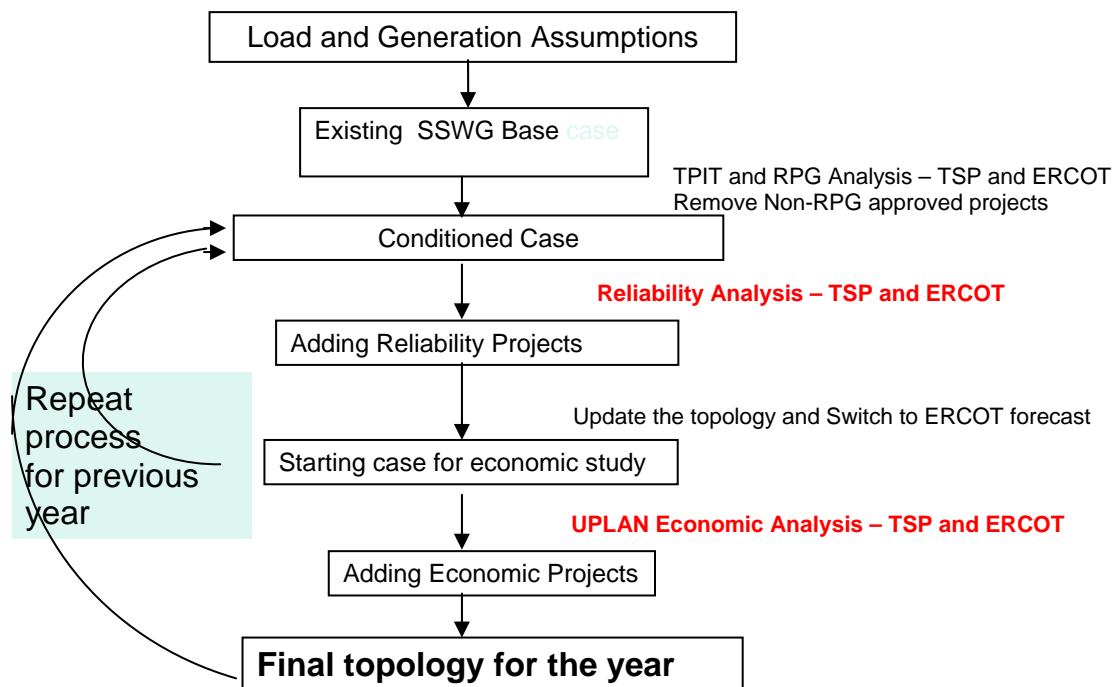 Load and Generation Assumptions
Existing SSWG Base case
TPIT and RPG Analysis – TSP and ERCOT
Remove Non-RPG approved projects
Conditioned Case
Reliability Analysis – TSP and ERCOT
Adding Reliability Projects
Repeat
process
for previous
year
Update the topology and Switch to ERCOT forecast
Starting case for economic study
UPLAN Economic Analysis – TSP and ERCOT
Adding Economic Projects
Final topology for the year